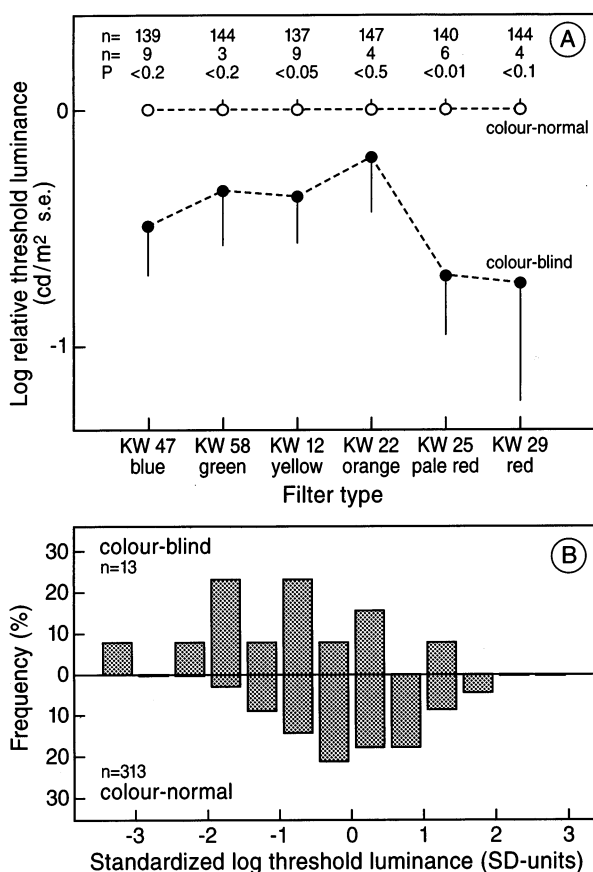 n= 139 144 137 147 140 144
n= 9 3 9 4 6 4
P <0.2 <0.2 <0.05 <0.5 <0.01 <0.1
A
0
colour-normal
colour-blind
-1
Log relative threshold luminance
(cd/m² s.e.)
KW 47 KW 58 KW 12 KW 22 KW 25 KW 29
blue green yellow orange pale red red
Filter type
B
colour-blind
n=13
30
20
10
0
10
20
30
Frequency (%)
n=313
colour-normal
-3 -2 -1 0 1 2 3
Standardized log threshold luminance (SD-units)